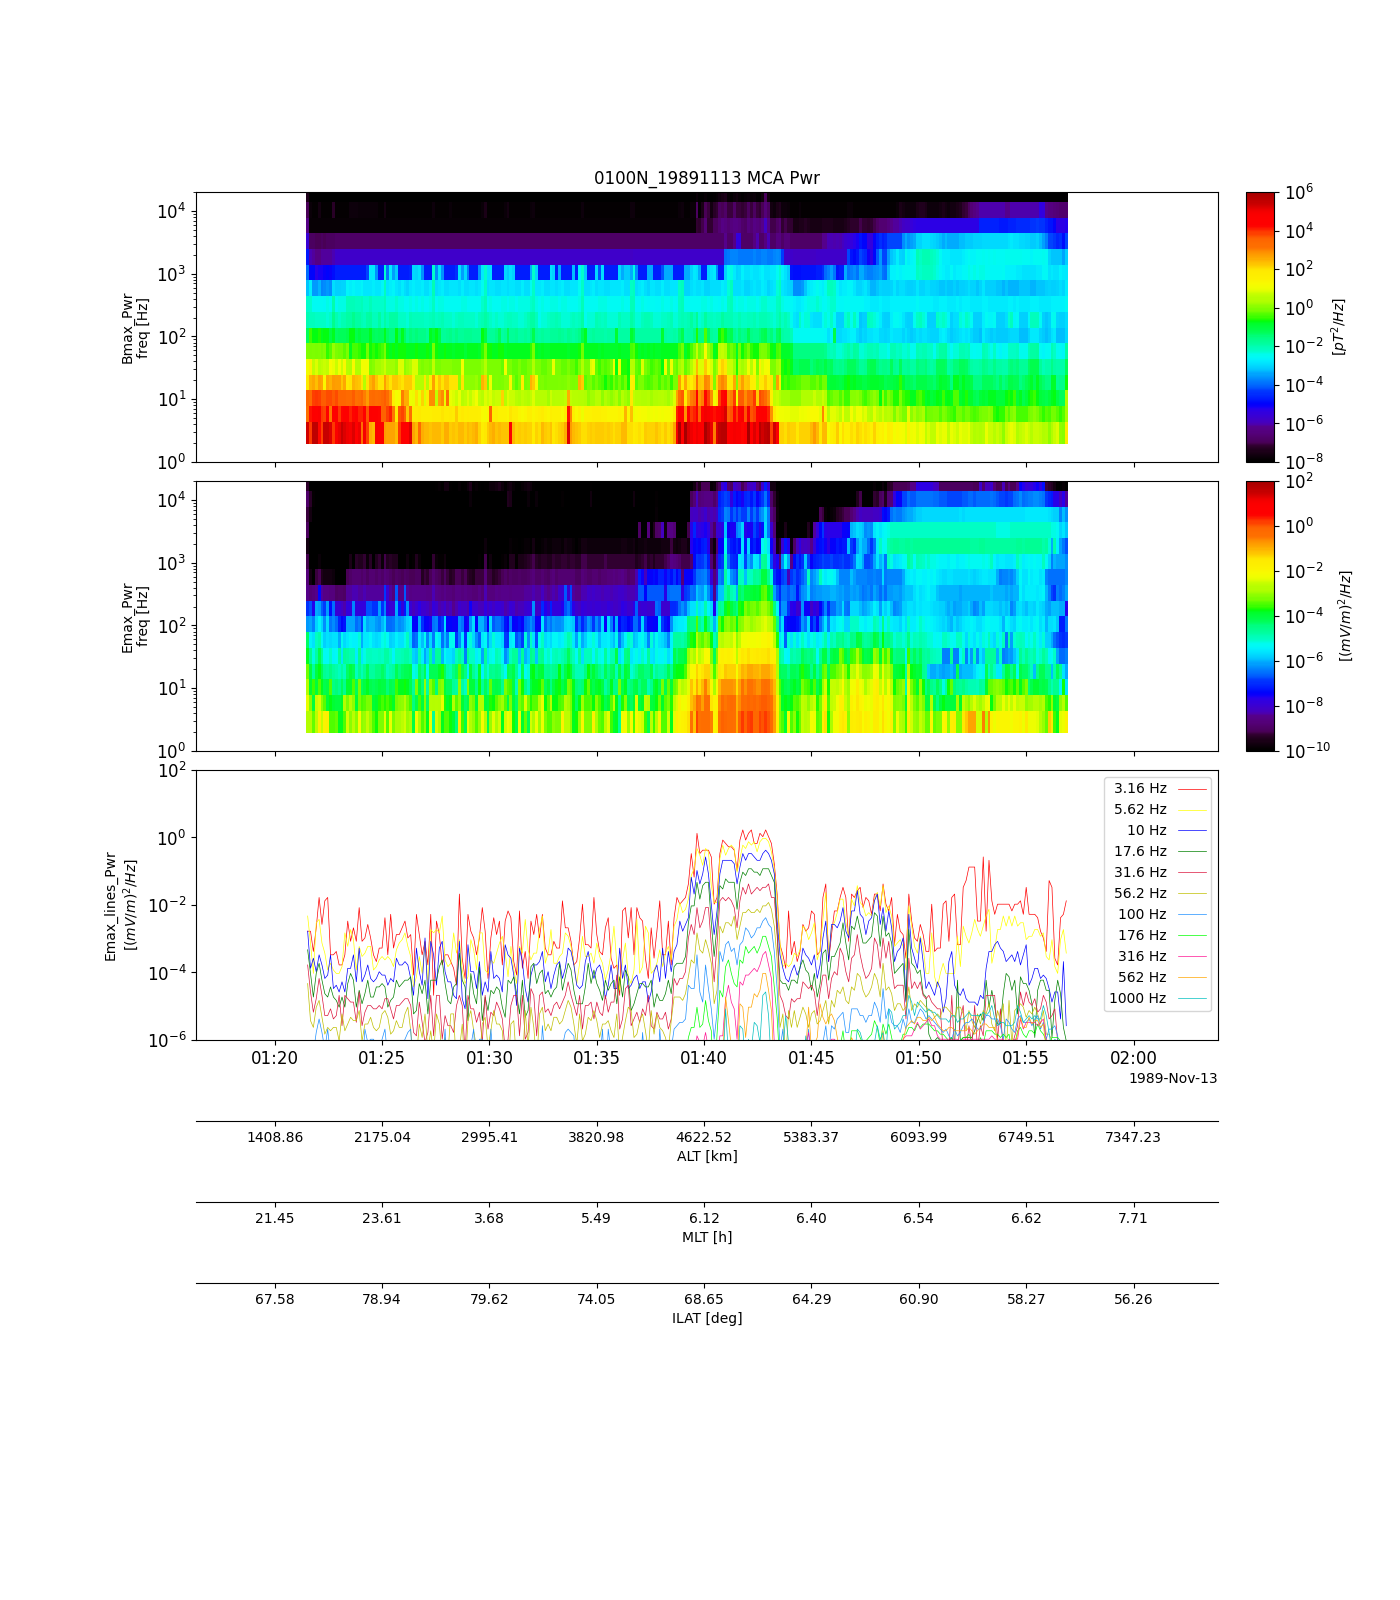 0100N_19891113 MCA Pwr
10^4
10^3
10^2
10^1
10^0
Bmax_Pwr
freq [Hz]
10^6
10^4
10^2
10^0
10^-2
10^-4
10^-6
10^-8
[pT^2/Hz]
10^4
10^3
10^2
10^1
10^0
Emax_Pwr
freq [Hz]
10^2
10^0
10^-2
10^-4
10^-6
10^-8
10^-10
[(mV/m)^2/Hz]
10^2
10^0
10^-2
10^-4
10^-6
Emax_lines_Pwr
[(mV/m)^2/Hz]
3.16 Hz
5.62 Hz
10 Hz
17.6 Hz
31.6 Hz
56.2 Hz
100 Hz
176 Hz
316 Hz
562 Hz
1000 Hz
01:20 01:25 01:30 01:35 01:40 01:45 01:50 01:55 02:00
1989-Nov-13
1408.86 2175.04 2995.41 3820.98 4622.52 5383.37 6093.99 6749.51 7347.23
ALT [km]
21.45 23.61 3.68 5.49 6.12 6.40 6.54 6.62 7.71
MLT [h]
67.58 78.94 79.62 74.05 68.65 64.29 60.90 58.27 56.26
ILAT [deg]